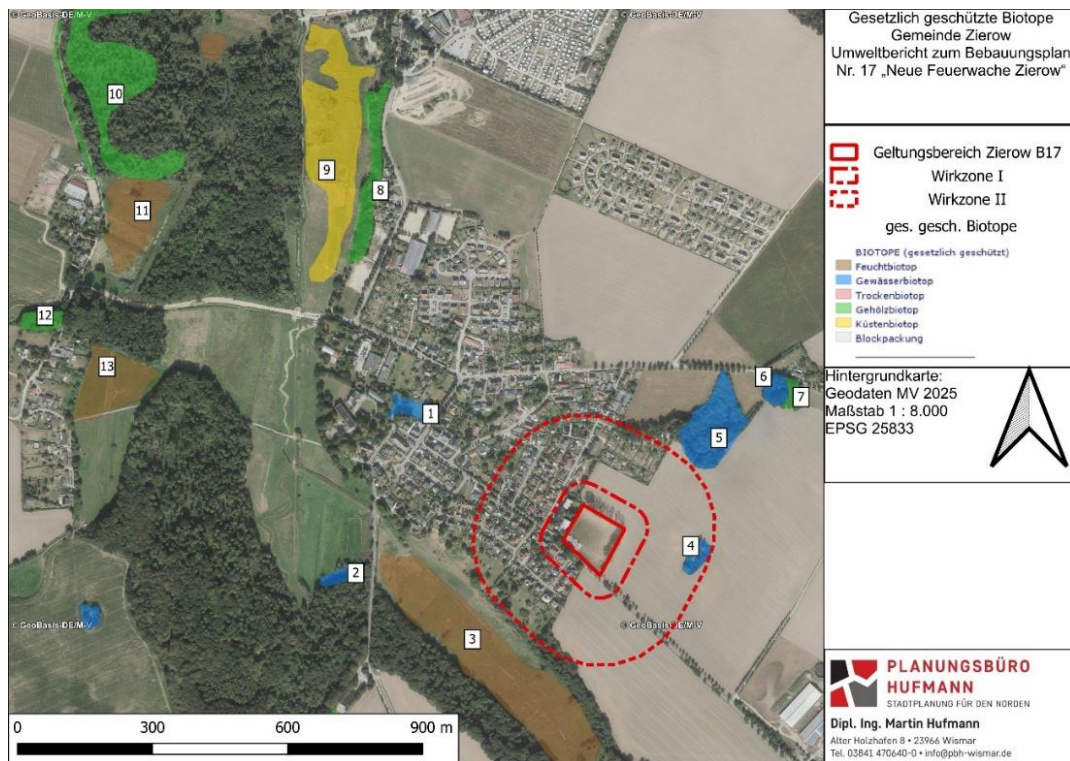 © GeoBasis-DE/M-V
10
11
9
8
12
13
1
6
7
5
4
2
3
© GeoBasis-DE/M-V
© GeoBasis-DE/M-V
© GeoBasis-DE/M-V
0 300 600 900 m
Gesetzlich geschützte Biotope
Gemeinde Zierow
Umweltbericht zum Bebauungsplan
Nr. 17 „Neue Feuerwache Zierow“
Geltungsbereich Zierow B17
Wirkzone I
Wirkzone II
ges. gesch. Biotope
BIOTOPE (gesetzlich geschützt)
Feuchtbiotop
Gewässerbiotop
Trockenbiotop
Gehölzbiotop
Küstenbiotop
Blockpackung
Hintergrundkarte:
Geodaten MV 2025
Maßstab 1 : 8.000
EPSG 25833
PLANUNGSBÜRO
HUFMANN
STADTPLANUNG FÜR DEN NORDEN
Dipl. Ing. Martin Hufmann
Alter Holzhafen 8 • 23966 Wismar
Tel. 03841 470640-0 • info@pbh-wismar.de